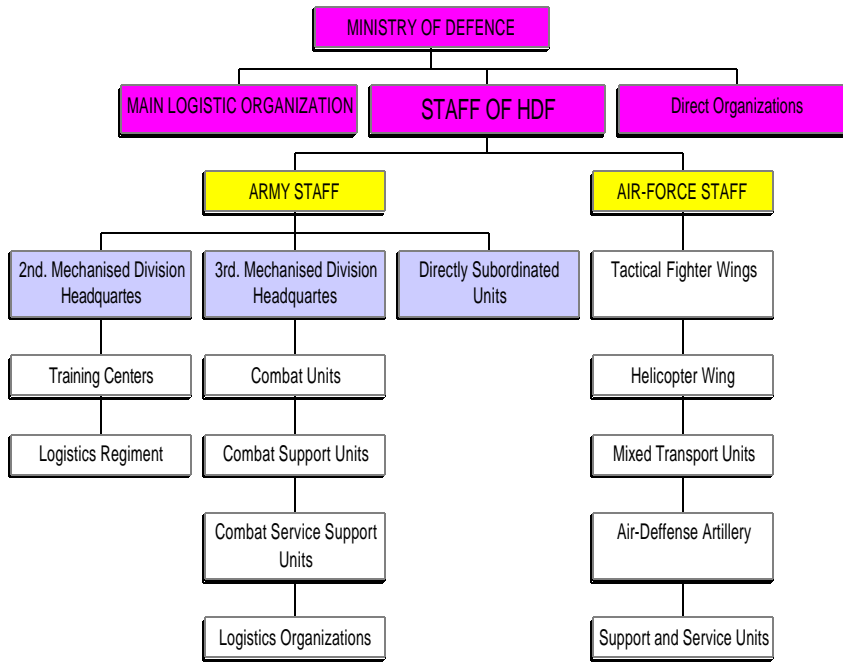 MINISTRY OF DEFENCE
MAIN LOGISTIC ORGANIZATION
STAFF OF HDF
Direct Organizations
ARMY STAFF
AIR-FORCE STAFF
2nd. Mechanised Division
Headquartes
3rd. Mechanised Division
Headquartes
Directly Subordinated
Units
Tactical Fighter Wings
Training Centers
Combat Units
Helicopter Wing
Logistics Regiment
Combat Support Units
Mixed Transport Units
Combat Service Support
Units
Air-Deffense Artillery
Logistics Organizations
Support and Service Units